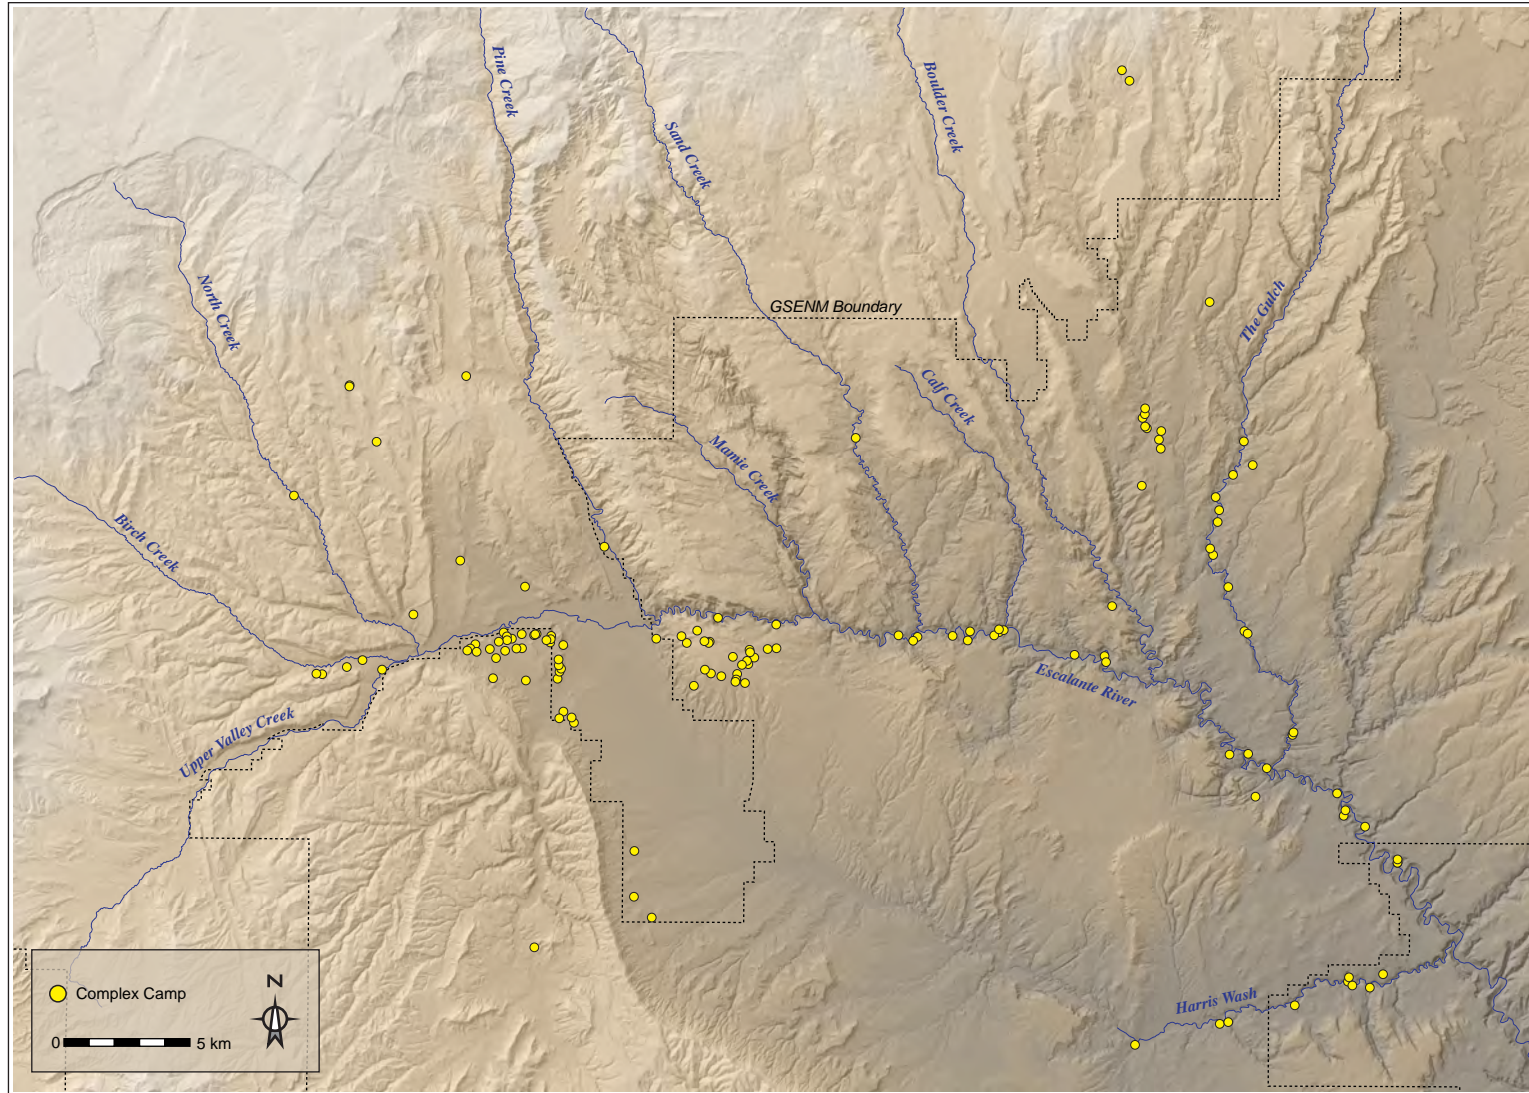 Pine Creek
Sand Creek
Boulder Creek
North Creek
GSENM Boundary
The Gulch
Calf Creek
Mamie Creek
Birch Creek
Escalante River
Upper Valley Creek
Harris Wash
N
Complex Camp
0 5 km